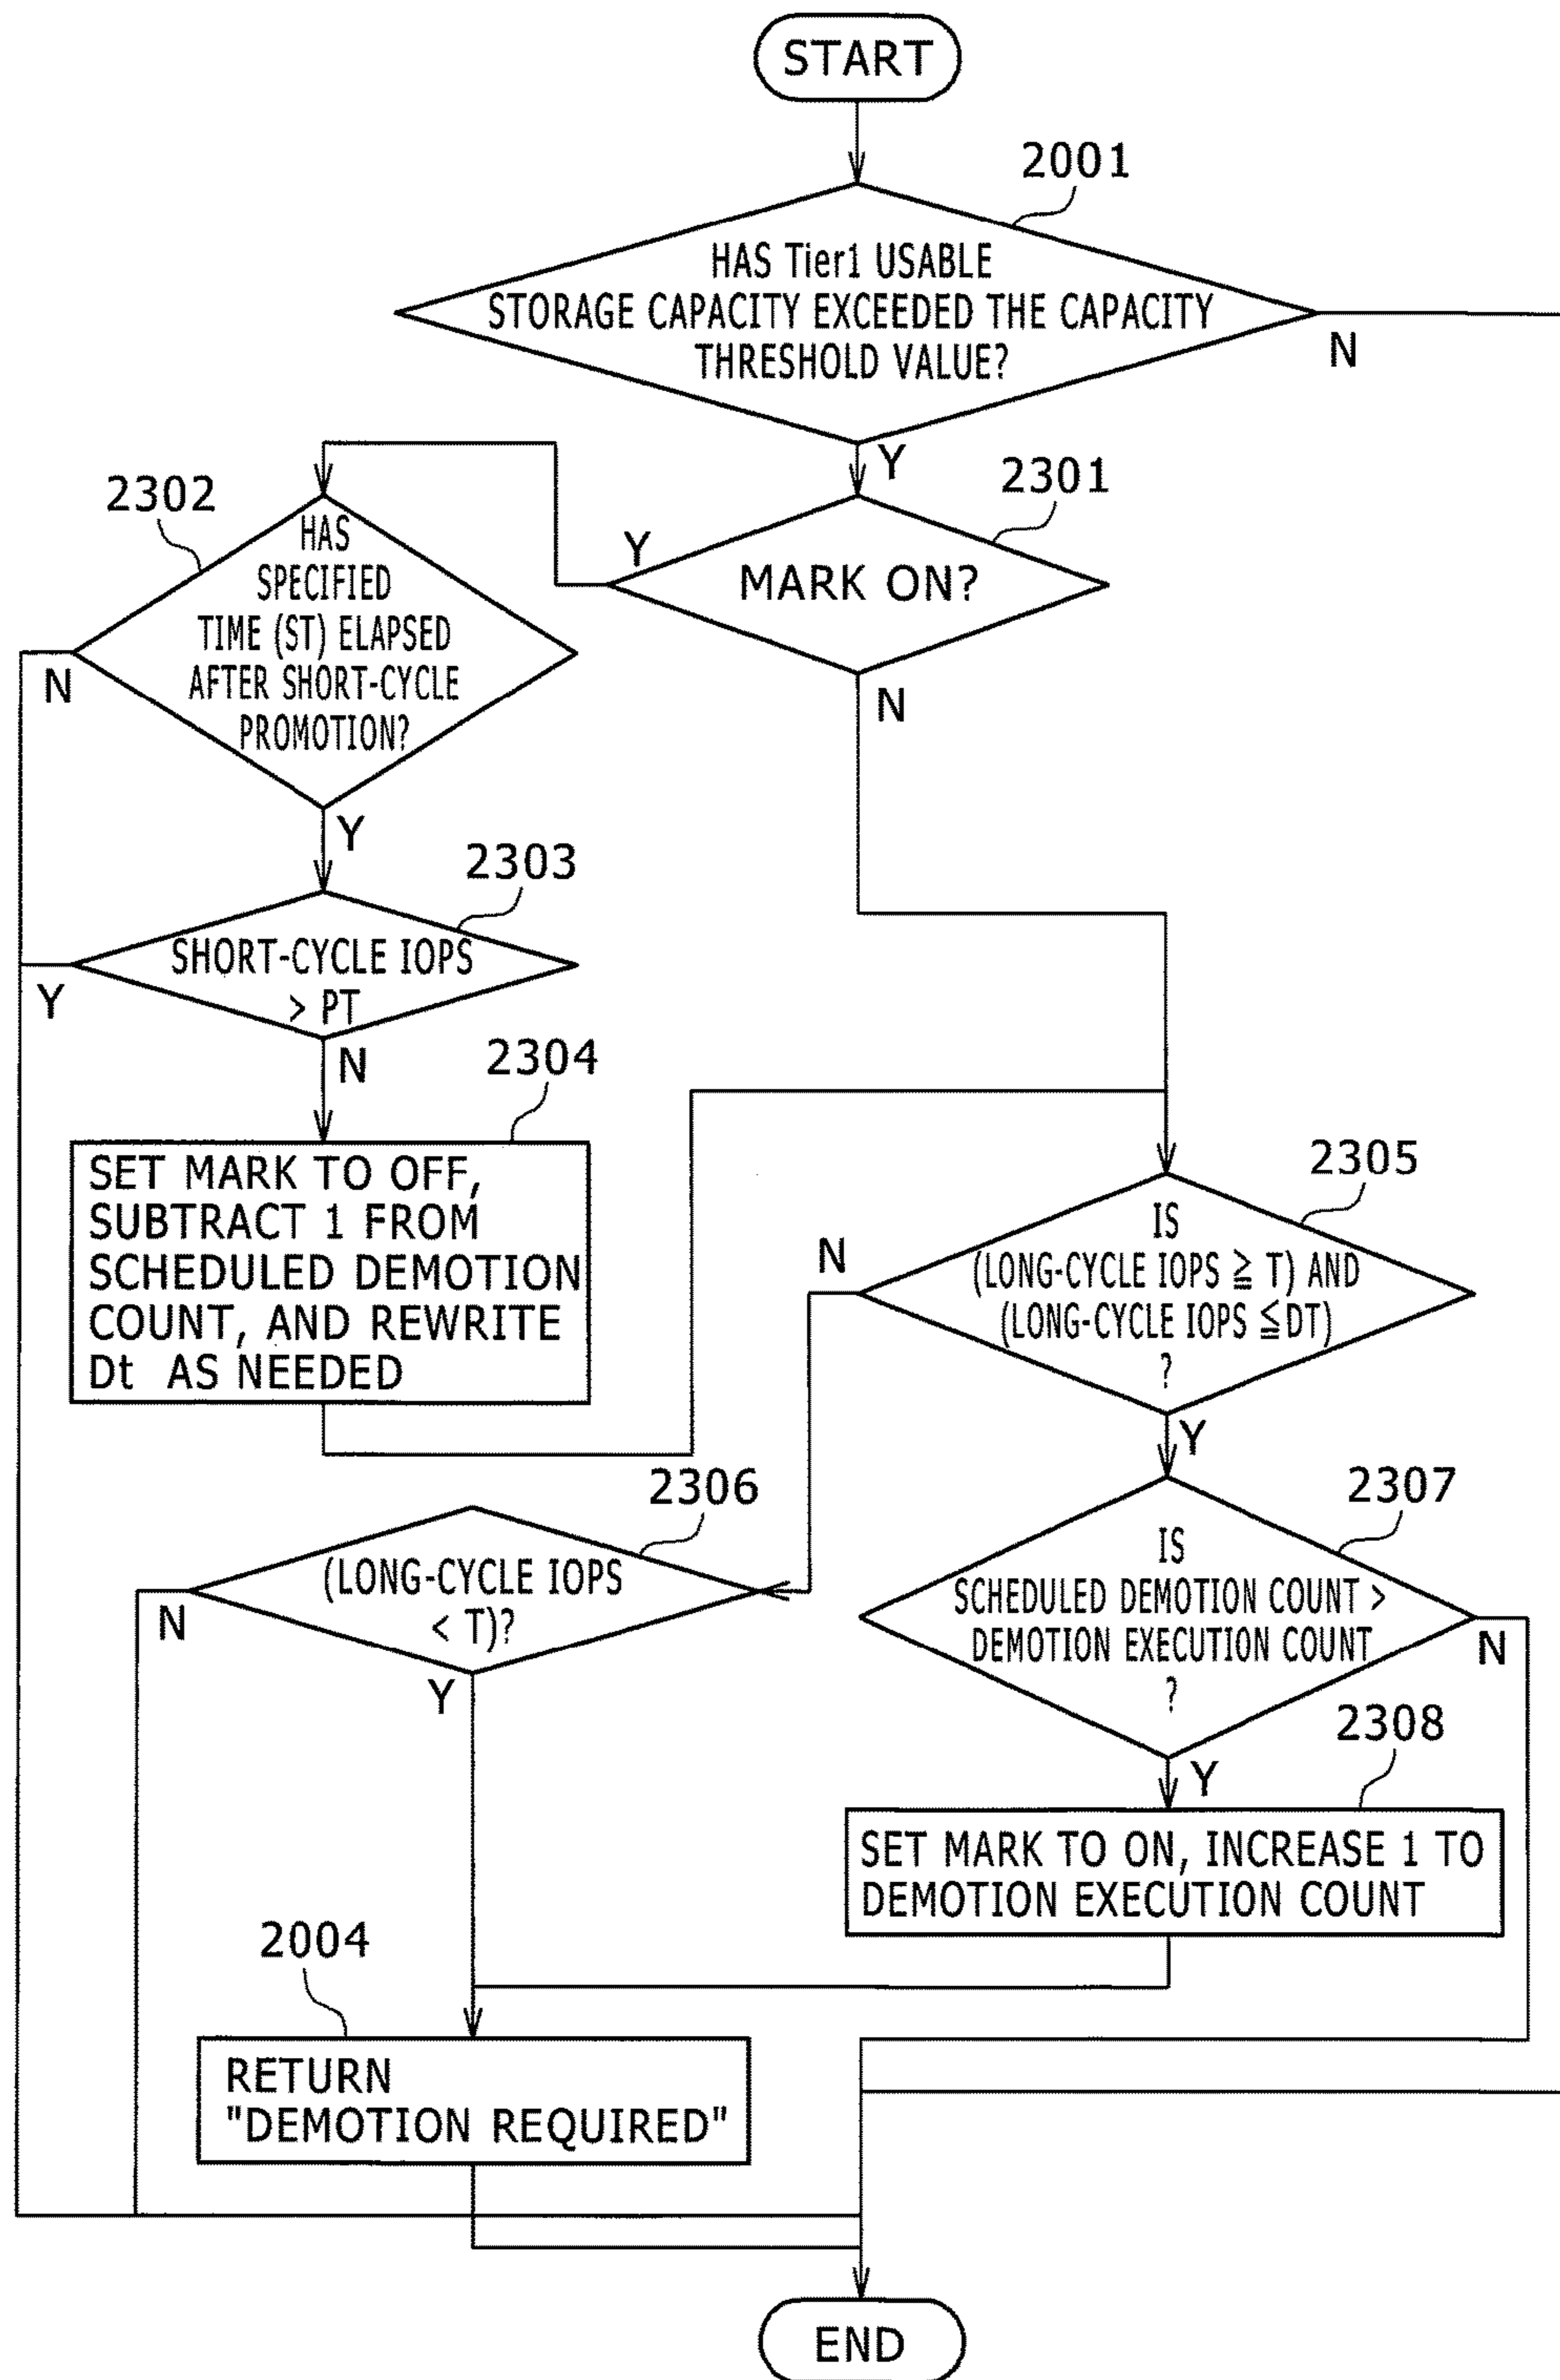 START
2001
HAS Tier1 USABLE
STORAGE CAPACITY EXCEEDED THE CAPACITY
THRESHOLD VALUE?
N
Y
2301
MARK ON?
Y
N
2302
HAS
SPECIFIED
TIME (ST) ELAPSED
AFTER SHORT-CYCLE
PROMOTION?
N
Y
2303
SHORT-CYCLE IOPS
> PT
Y
N
2304
SET MARK TO OFF,
SUBTRACT 1 FROM
SCHEDULED DEMOTION
COUNT, AND REWRITE
Dt AS NEEDED
2305
IS
(LONG-CYCLE IOPS ≧ T) AND
(LONG-CYCLE IOPS ≦DT)
?
N
Y
2306
(LONG-CYCLE IOPS
< T)?
N
Y
2307
IS
SCHEDULED DEMOTION COUNT >
DEMOTION EXECUTION COUNT
?
N
Y
2308
SET MARK TO ON, INCREASE 1 TO
DEMOTION EXECUTION COUNT
2004
RETURN
"DEMOTION REQUIRED"
END